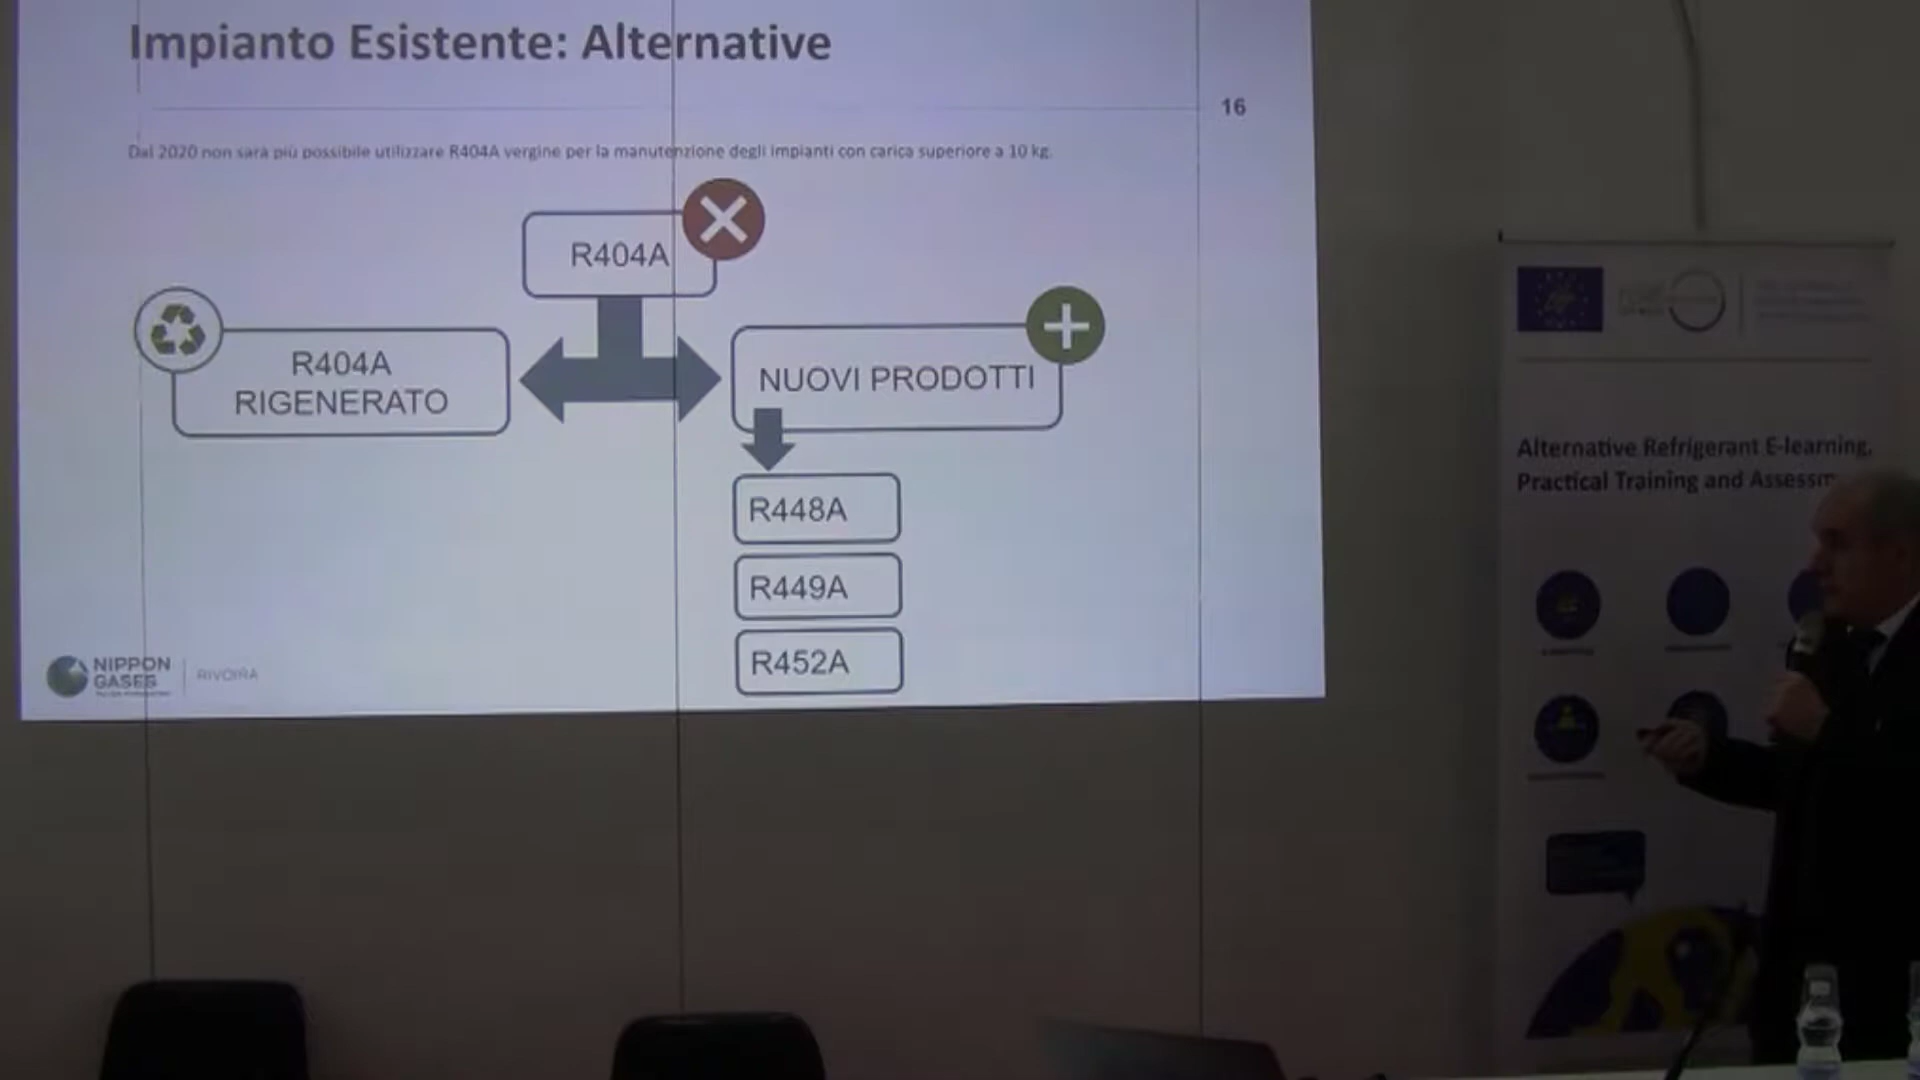 Impianto Esistente: Alternative
16
Dal 2020 non sarà più possibile utilizzare R404A vergine per la manutenzione degli impianti con carica superiore a 10 kg.
R404A
R404A
RIGENERATO
NUOVI PRODOTTI
R448A
R449A
R452A
NIPPON
GASES
RIVOIRA
Alternative Refrigerant E-learning,
Practical Training and